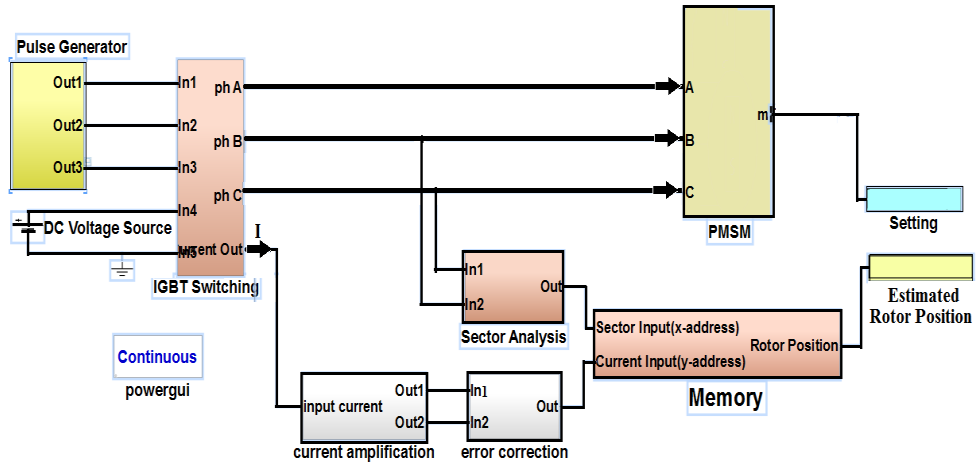 Pulse Generator
Out1
Out2
Out3
In1
In2
In3
In4
ph A
ph B
ph C
Current Out
I
IGBT Switching
DC Voltage Source
A
B
C
m
PMSM
Setting
Estimated
Rotor Position
In1
In2
Out
Sector Analysis
Sector Input(x-address)
Current Input(y-address)
Rotor Position
Memory
Continuous
powergui
input current
Out1
Out2
current amplification
In1
In2
Out
error correction